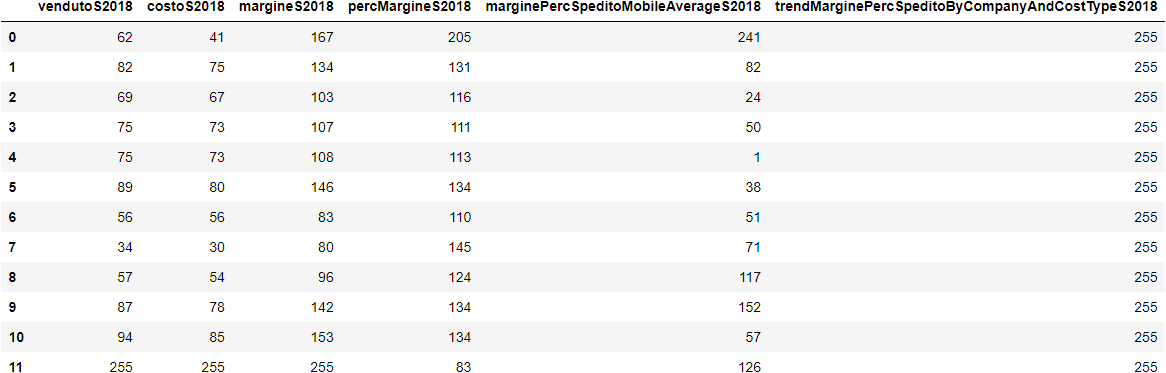 vendutoS2018 costoS2018 margineS2018 percMargineS2018 marginePercSpeditoMobileAverageS2018 trendMarginePercSpeditoByCompanyAndCostTypeS2018
0 62 41 167 205 241 255
1 82 75 134 131 82 255
2 69 67 103 116 24 255
3 75 73 107 111 50 255
4 75 73 108 113 1 255
5 89 80 146 134 38 255
6 56 56 83 110 51 255
7 34 30 80 145 71 255
8 57 54 96 124 117 255
9 87 78 142 134 152 255
10 94 85 153 134 57 255
11 255 255 255 83 126 255